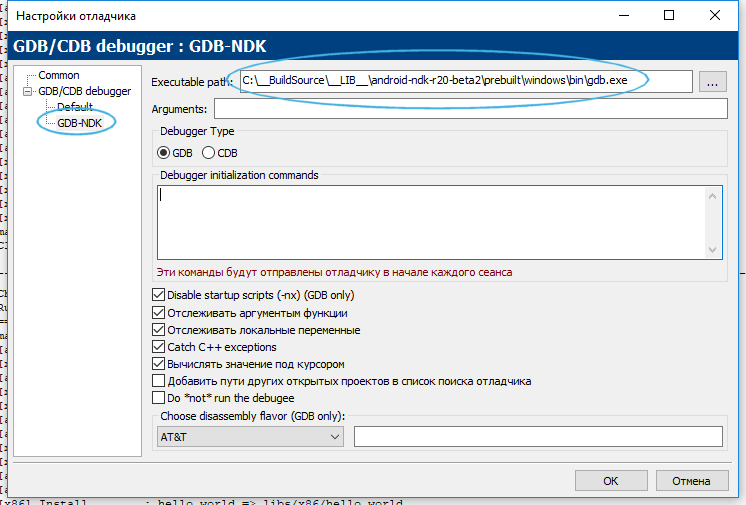 Настройки отладчика
GDB/CDB debugger : GDB-NDK
Common
GDB/CDB debugger
Default
GDB-NDK
Executable path: C:\__BuildSource\__LIB__\android-ndk-r20-beta2\prebuilt\windows\bin\gdb.exe ...
Arguments:
Debugger Type
GDB CDB
Debugger initialization commands
Эти команды будут отправлены отладчику в начале каждого сеанса
Disable startup scripts (-nx) (GDB only)
Отслеживать аргументым функции
Отслеживать локальные переменные
Catch C++ exceptions
Вычислять значение под курсором
Добавить пути других открытых проектов в список поиска отладчика
Do *not* run the debugee
Choose disassembly flavor (GDB only):
AT&T
OK Отмена
[x86] Install : hello_world => libs/x86/hello_world